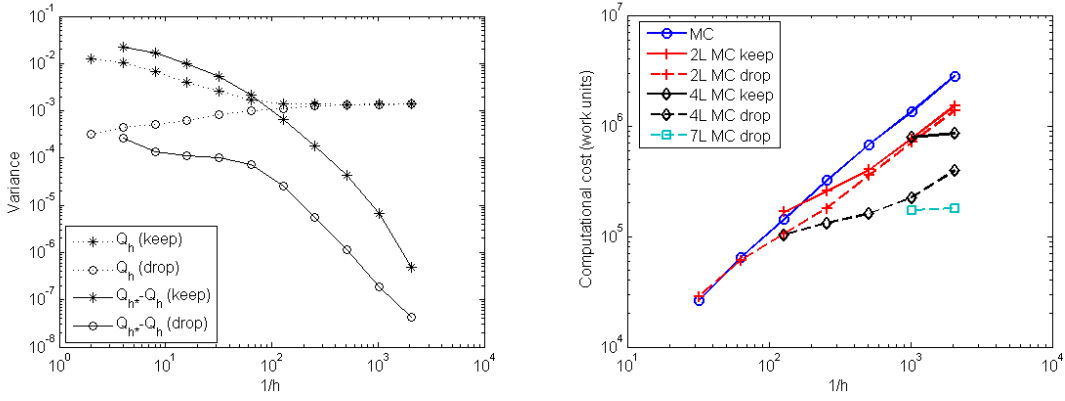 10^-1
10^-2
10^-3
10^-4
10^-5
10^-6
10^-7
10^-8
Variance
Q_h (keep)
Q_h (drop)
Q_h*-Q_h (keep)
Q_h*-Q_h (drop)
10^0 10^1 10^2 10^3 10^4
1/h
10^7
10^6
10^5
10^4
Computational cost (work units)
MC
2L MC keep
2L MC drop
4L MC keep
4L MC drop
7L MC drop
10^1 10^2 10^3 10^4
1/h